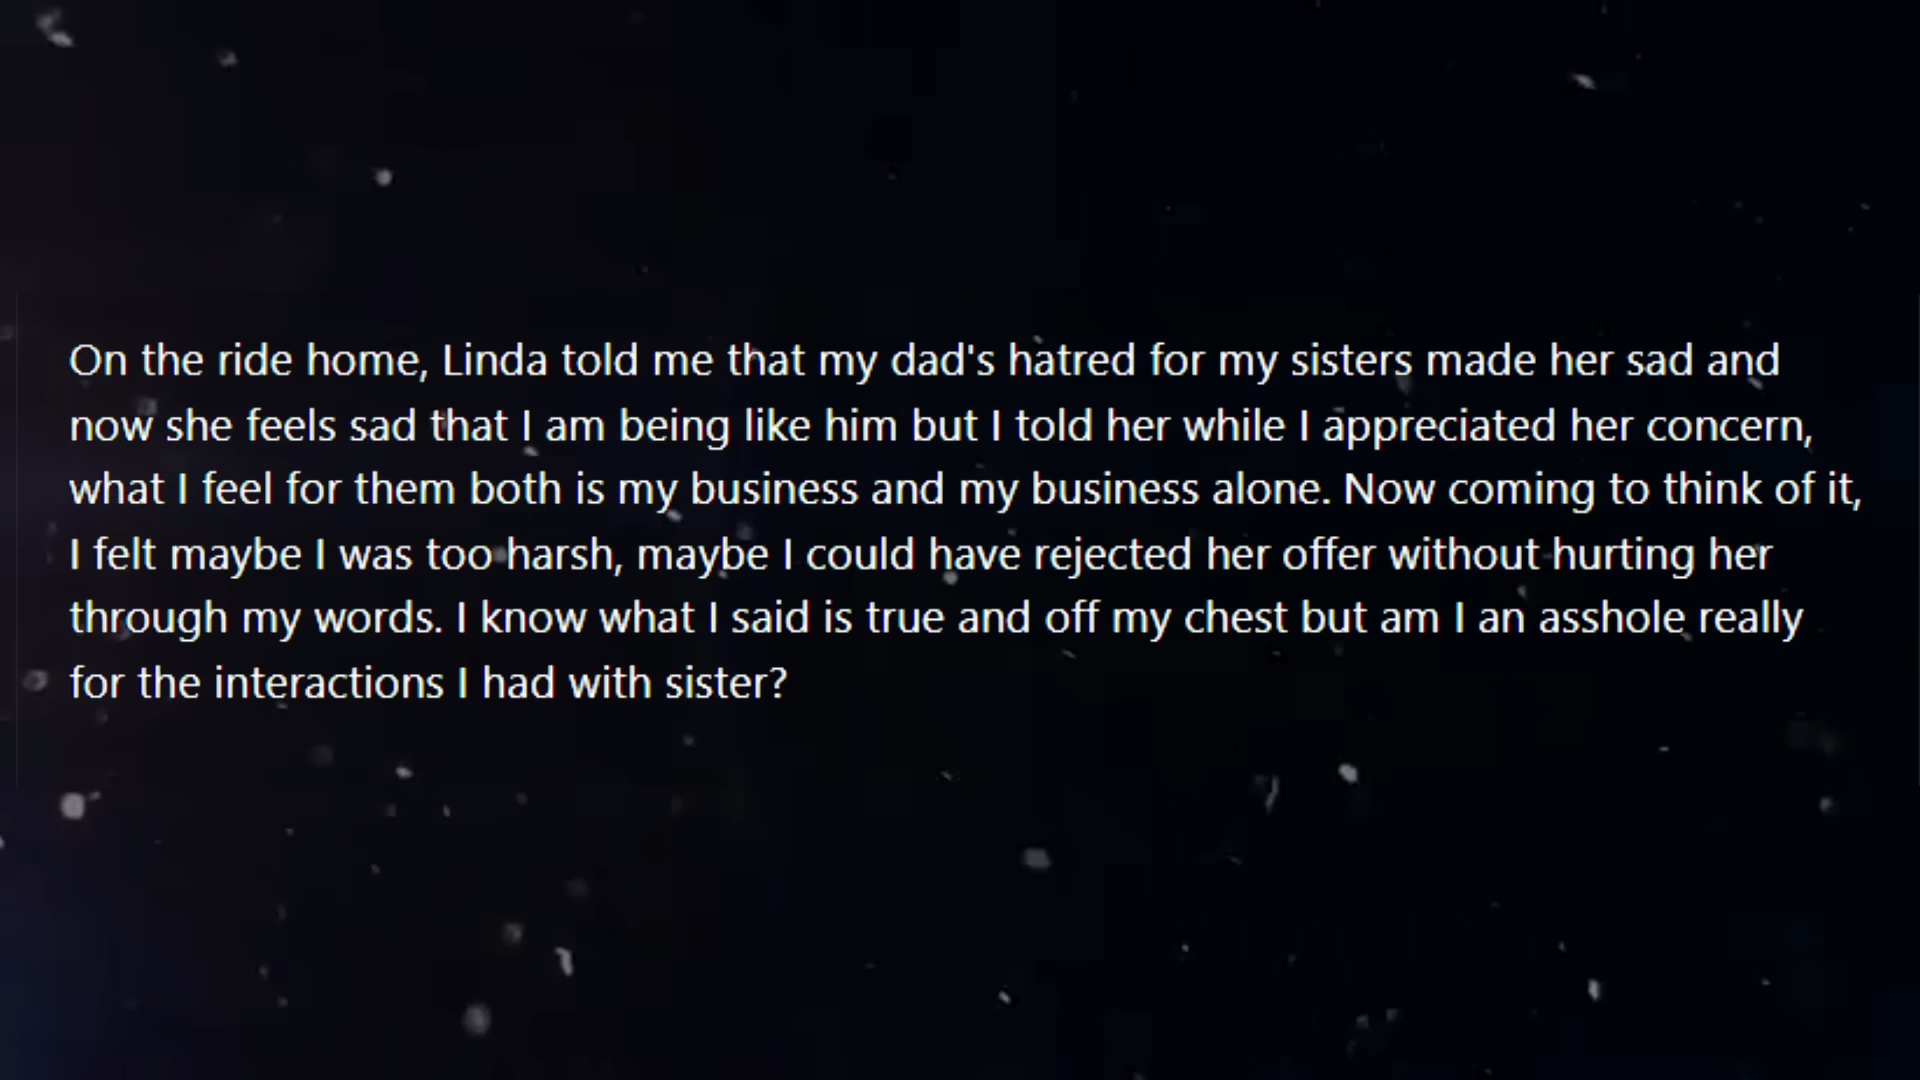 On the ride home, Linda told me that my dad's hatred for my sisters made her sad and
now she feels sad that I am being like him but I told her while I appreciated her concern,
what I feel for them both is my business and my business alone. Now coming to think of it,
I felt maybe I was too harsh, maybe I could have rejected her offer without hurting her
through my words. I know what I said is true and off my chest but am I an asshole really
for the interactions I had with sister?